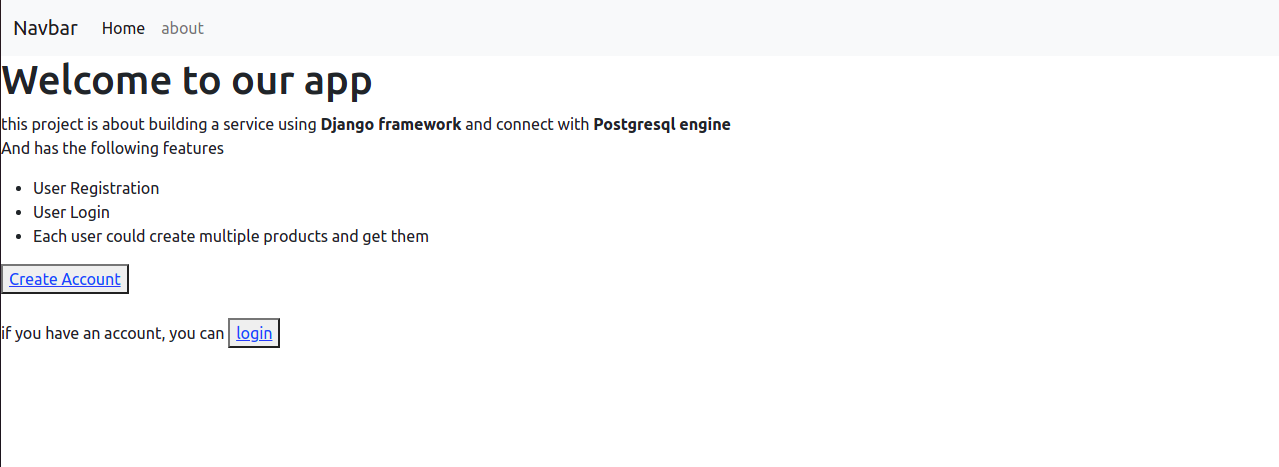 Navbar Home about
Welcome to our app
this project is about building a service using Django framework and connect with Postgresql engine
And has the following features
User Registration
User Login
Each user could create multiple products and get them
Create Account
if you have an account, you can login